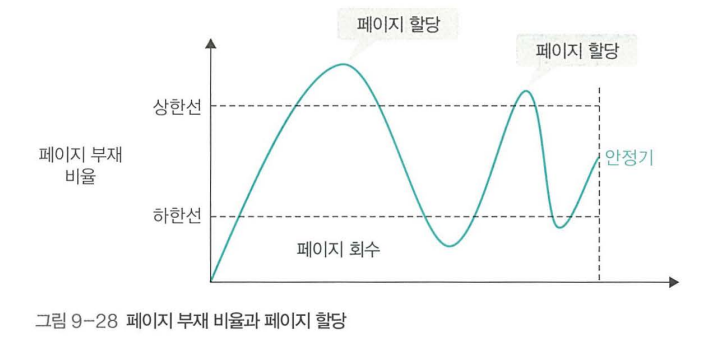 페이지 할당
페이지 할당
상한선
페이지 부재
비율
안정기
하한선
페이지 회수
그림 9-28 페이지 부재 비율과 페이지 할당